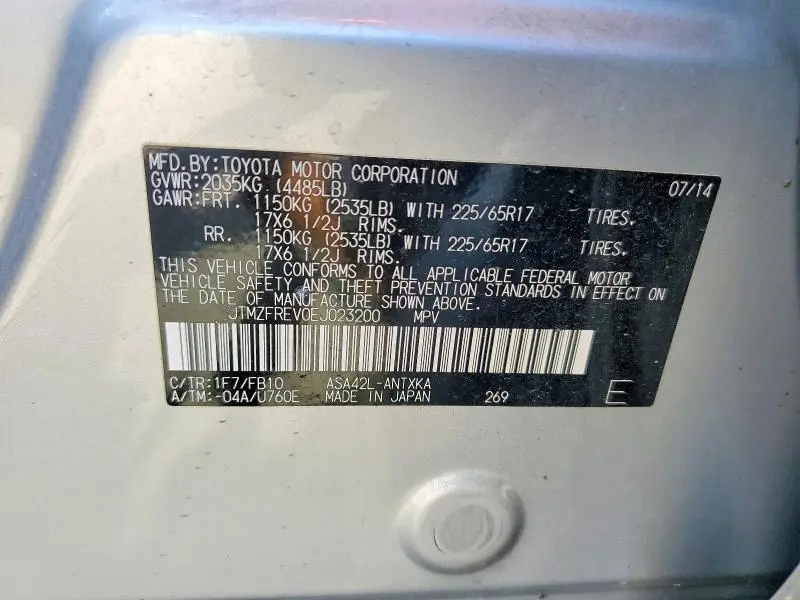 MFD.BY:TOYOTA MOTOR CORPORATION 07/14
GVWR:2035KG (4485LB)
GAWR:FRT. 1150KG (2535LB) WITH 225/65R17 TIRES.
17X6 1/2J RIMS.
RR. 1150KG (2535LB) WITH 225/65R17 TIRES.
17X6 1/2J RIMS.
THIS VEHICLE CONFORMS TO ALL APPLICABLE FEDERAL MOTOR
VEHICLE SAFETY AND THEFT PREVENTION STANDARDS IN EFFECT ON
THE DATE OF MANUFACTURE SHOWN ABOVE.
JTMZFREV0EJ023200 MPV
C/TR:1F7/FB10 ASA42L-ANTXKA
A/TM:-04A/U760E MADE IN JAPAN 269 E